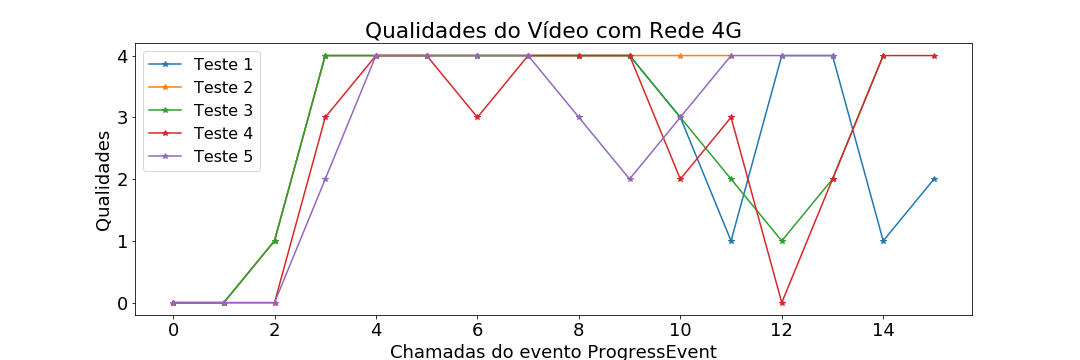 Qualidades do Vídeo com Rede 4G
Qualidades
4
3
2
1
0
Teste 1
Teste 2
Teste 3
Teste 4
Teste 5
0 2 4 6 8 10 12 14
Chamadas do evento ProgressEvent